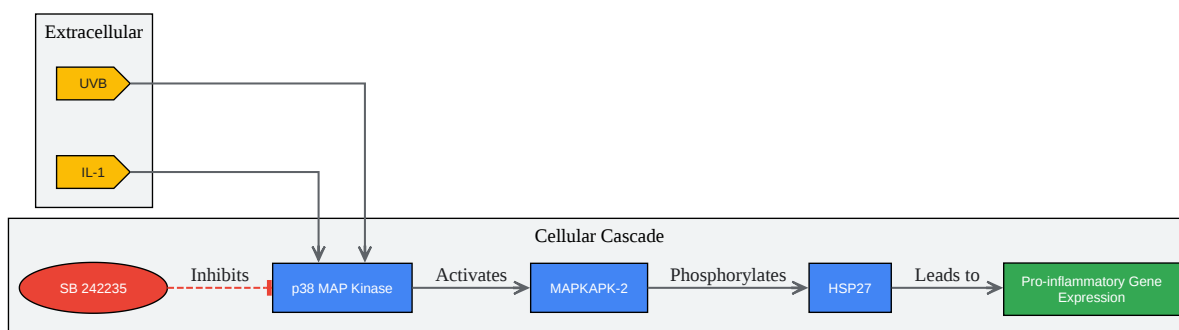 Extracellular
UVB
IL-1
Cellular Cascade
SB 242235
Inhibits
p38 MAP Kinase
Activates
MAPKAPK-2
Phosphorylates
HSP27
Leads to
Pro-inflammatory Gene
Expression